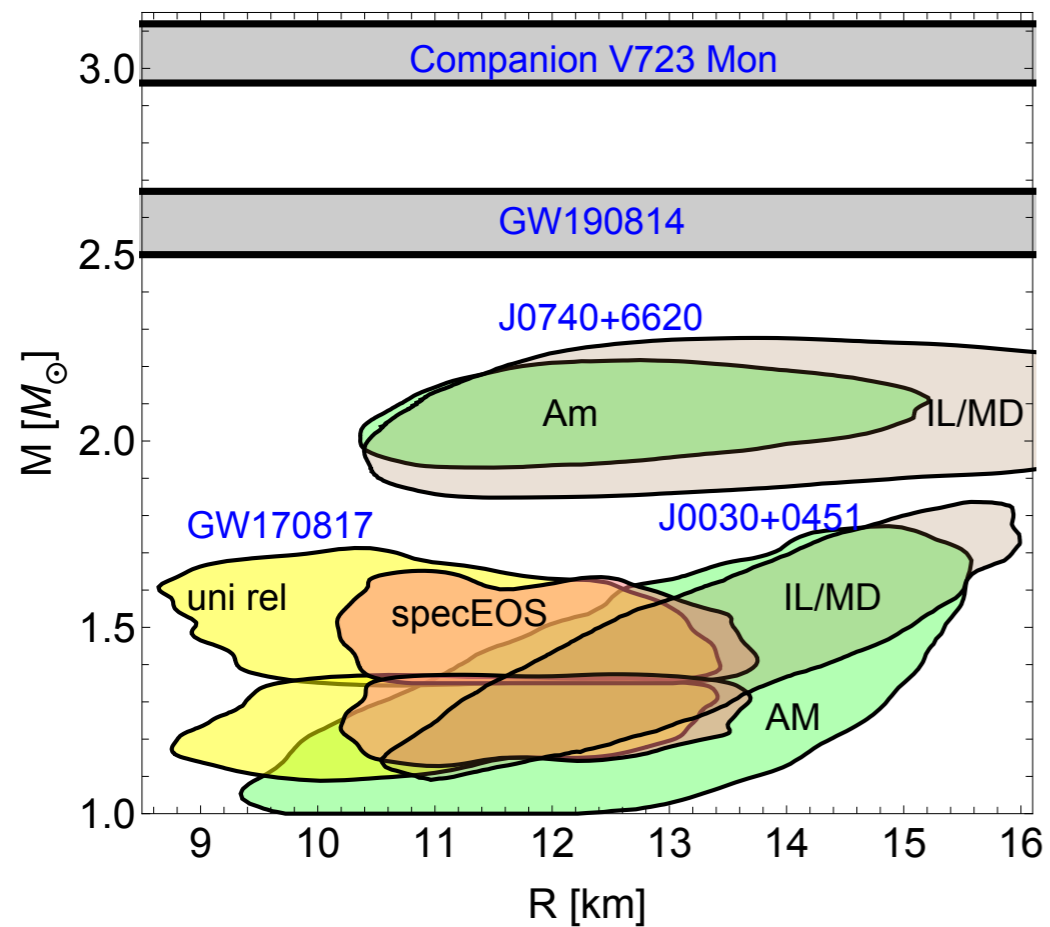 Companion V723 Mon
3.0
GW190814
2.5
J0740+6620
Am
IL/MD
2.0
M [M⊙]
GW170817
J0030+0451
uni rel
specEOS
IL/MD
1.5
AM
1.0
9 10 11 12 13 14 15 16
R [km]